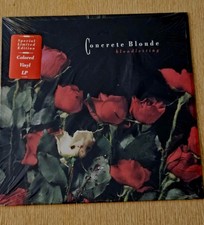 Special
Limited
Edition
Colored
Vinyl
LP
Concrete Blonde
bloodletting